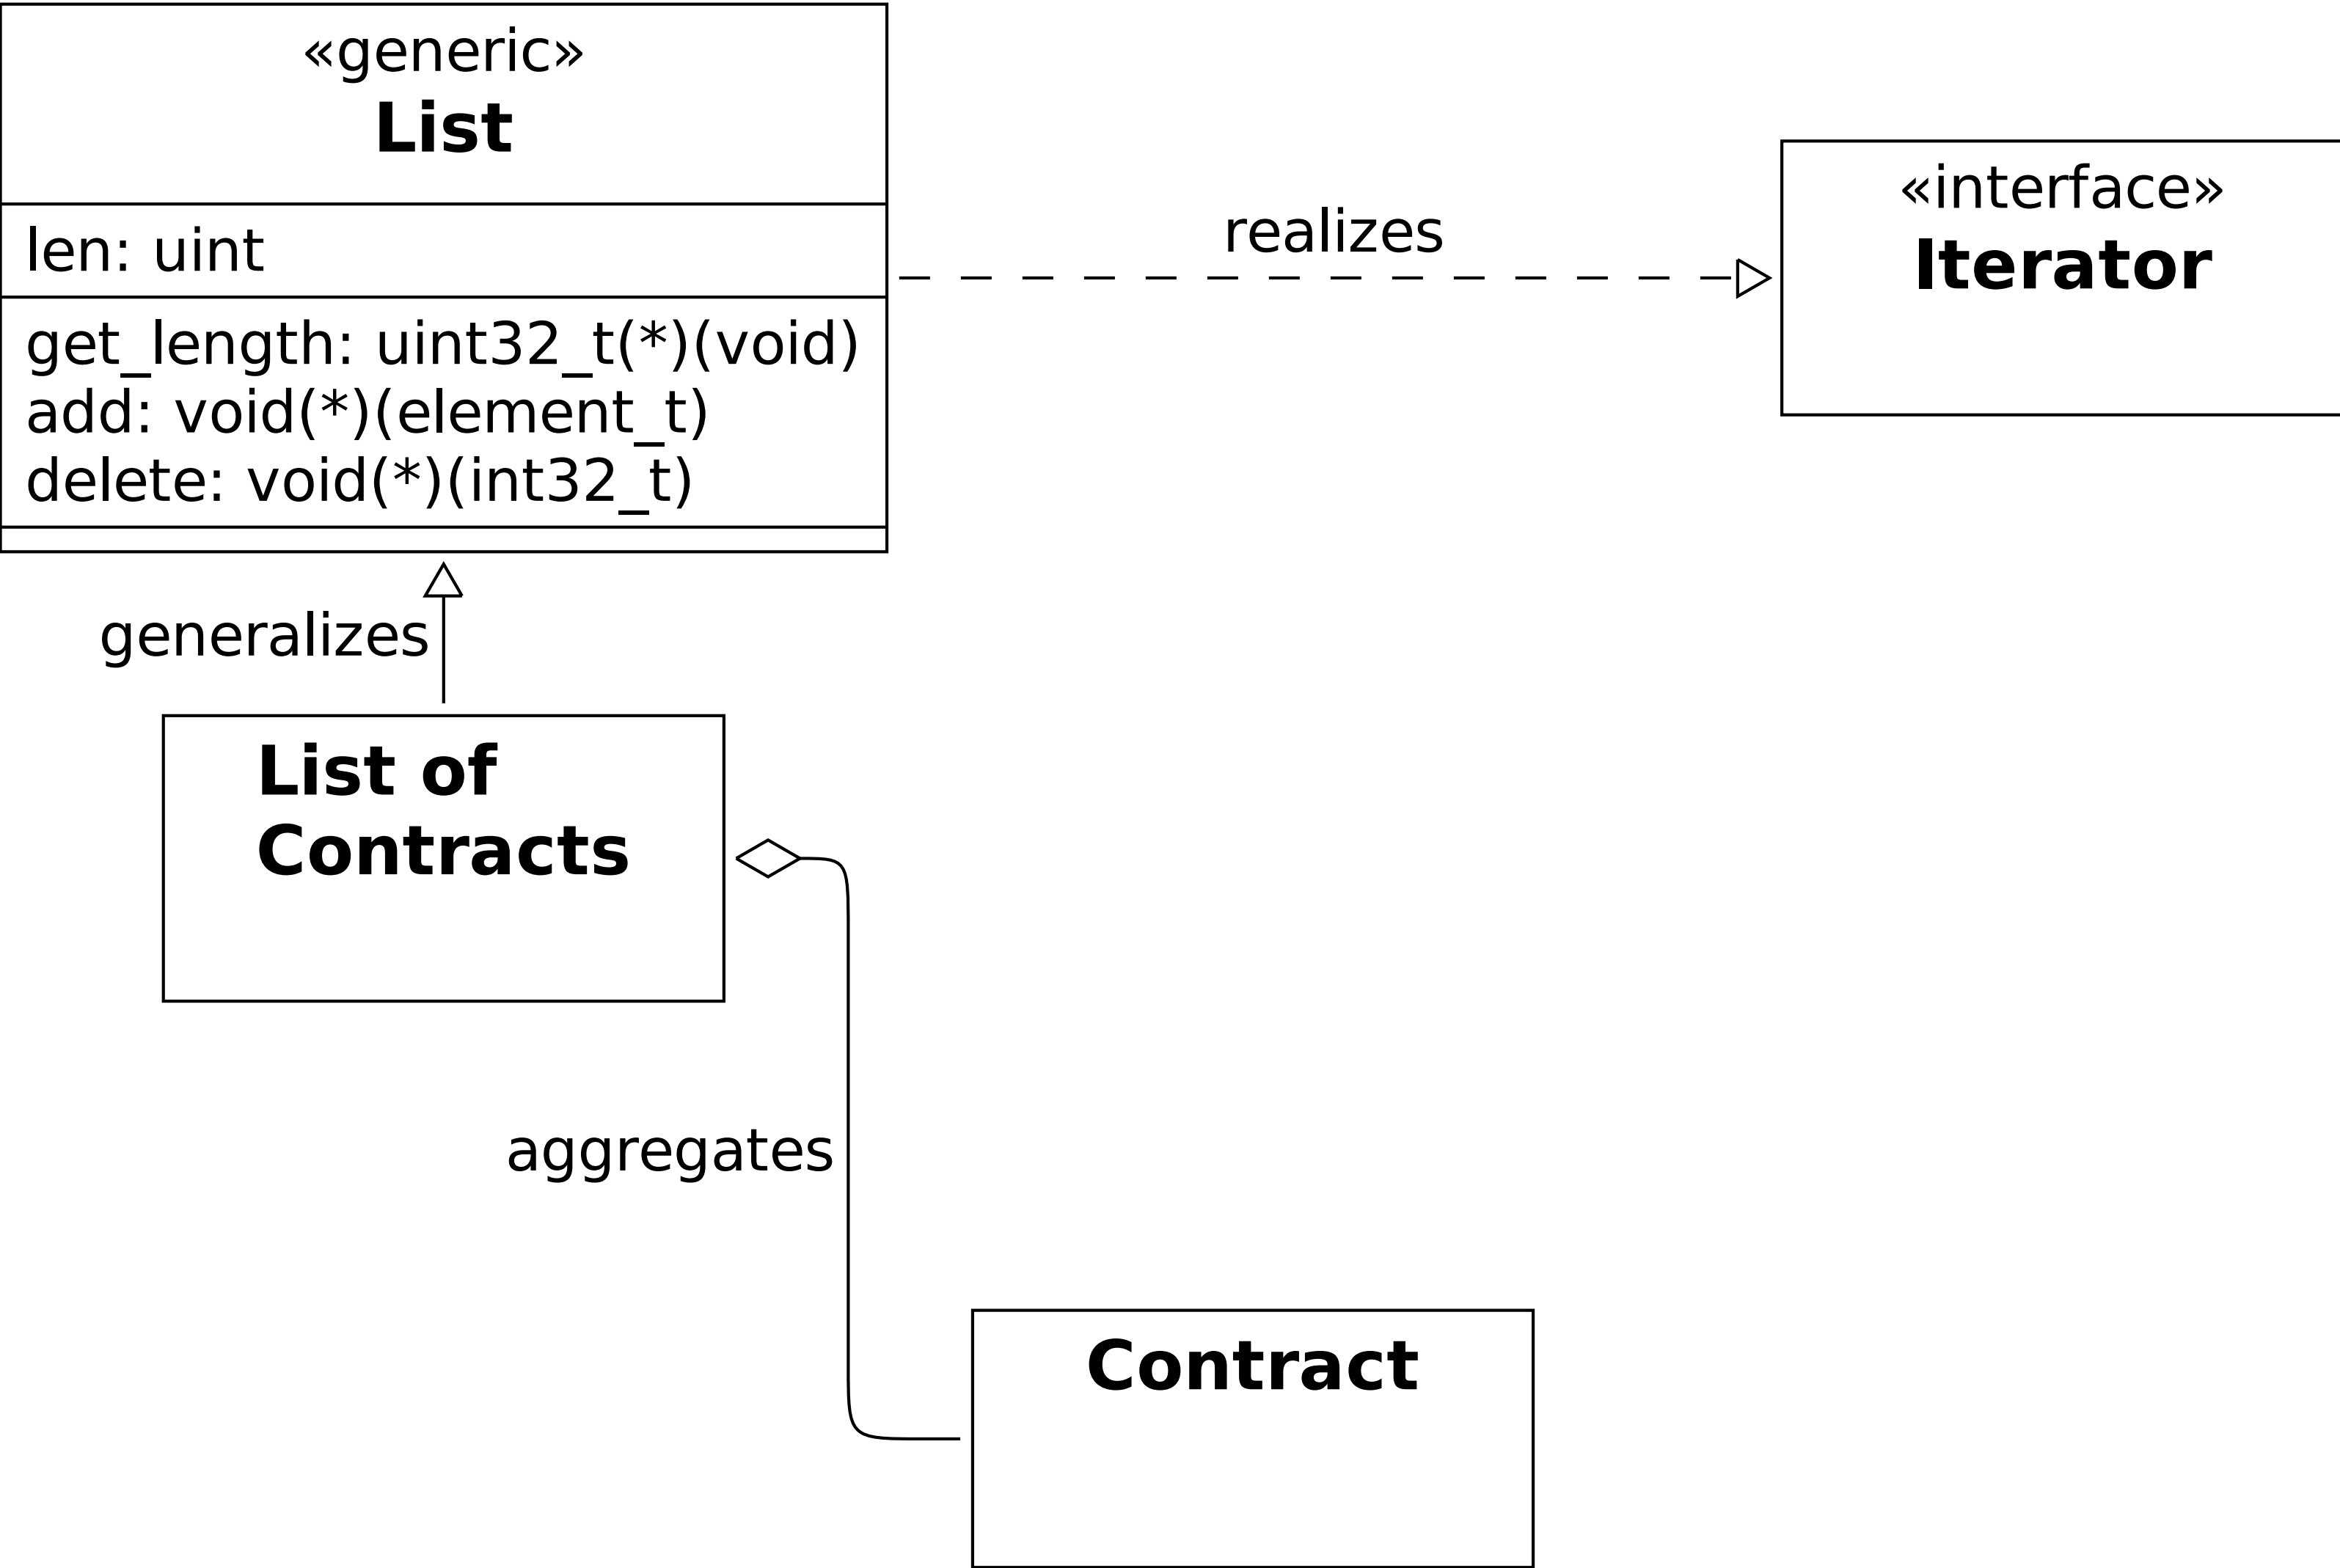 «generic»
List
len: uint
get_length: uint32_t(*)(void)
add: void(*)(element_t)
delete: void(*)(int32_t)
realizes
«interface»
Iterator
generalizes
List of
Contracts
aggregates
Contract